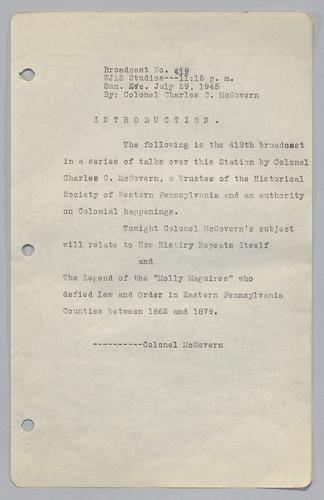 Broadcast No. 419
WJAS Studios---11:15 p. m.
Sun. Eve. July 29, 1945
By: Colonel Charles C. McGovern
I N T R O D U C T I O N .
The following is the 419th broadcast
in a series of talks over this Station by Colonel
Charles C. McGovern, a Trustee of the Historical
Society of Western Pennsylvania and an authority
on Colonial happenings.
Tonight Colonel McGovern's subject
will relate to How Histiry Repeats Itself
and
The Legend of the "Molly Maguires" who
defied Law and Order in Eastern Pennsylvania
Counties between 1862 and 1879.
----------Colonel McGovern